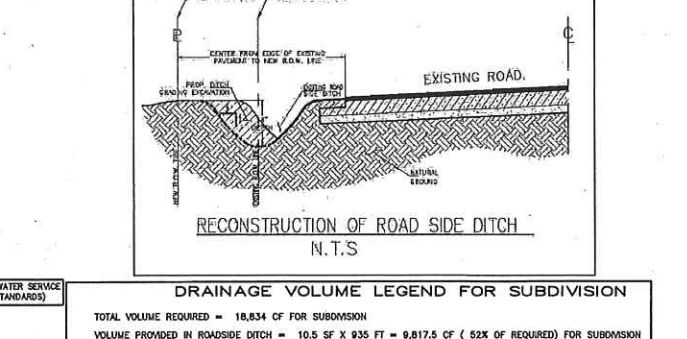 P
C
CENTER FROM EDGE OF EXISTING
PAVEMENT TO NEW R.O.W. LINE
PROP. DITCH
GRADING EXCAVATION
EXISTING ROAD
SIDE DITCH
EXISTING ROAD.
DEPTH
NATURAL
GROUND
RECONSTRUCTION OF ROAD SIDE DITCH
N.T.S
WATER SERVICE
TANDARDS)
DRAINAGE VOLUME LEGEND FOR SUBDIVISION
TOTAL VOLUME REQUIRED = 18,834 CF FOR SUBDIVISION
VOLUME PROVIDED IN ROADSIDE DITCH = 10.5 SF X 935 FT = 9,817.5 CF ( 52% OF REQUIRED) FOR SUBDIVISION